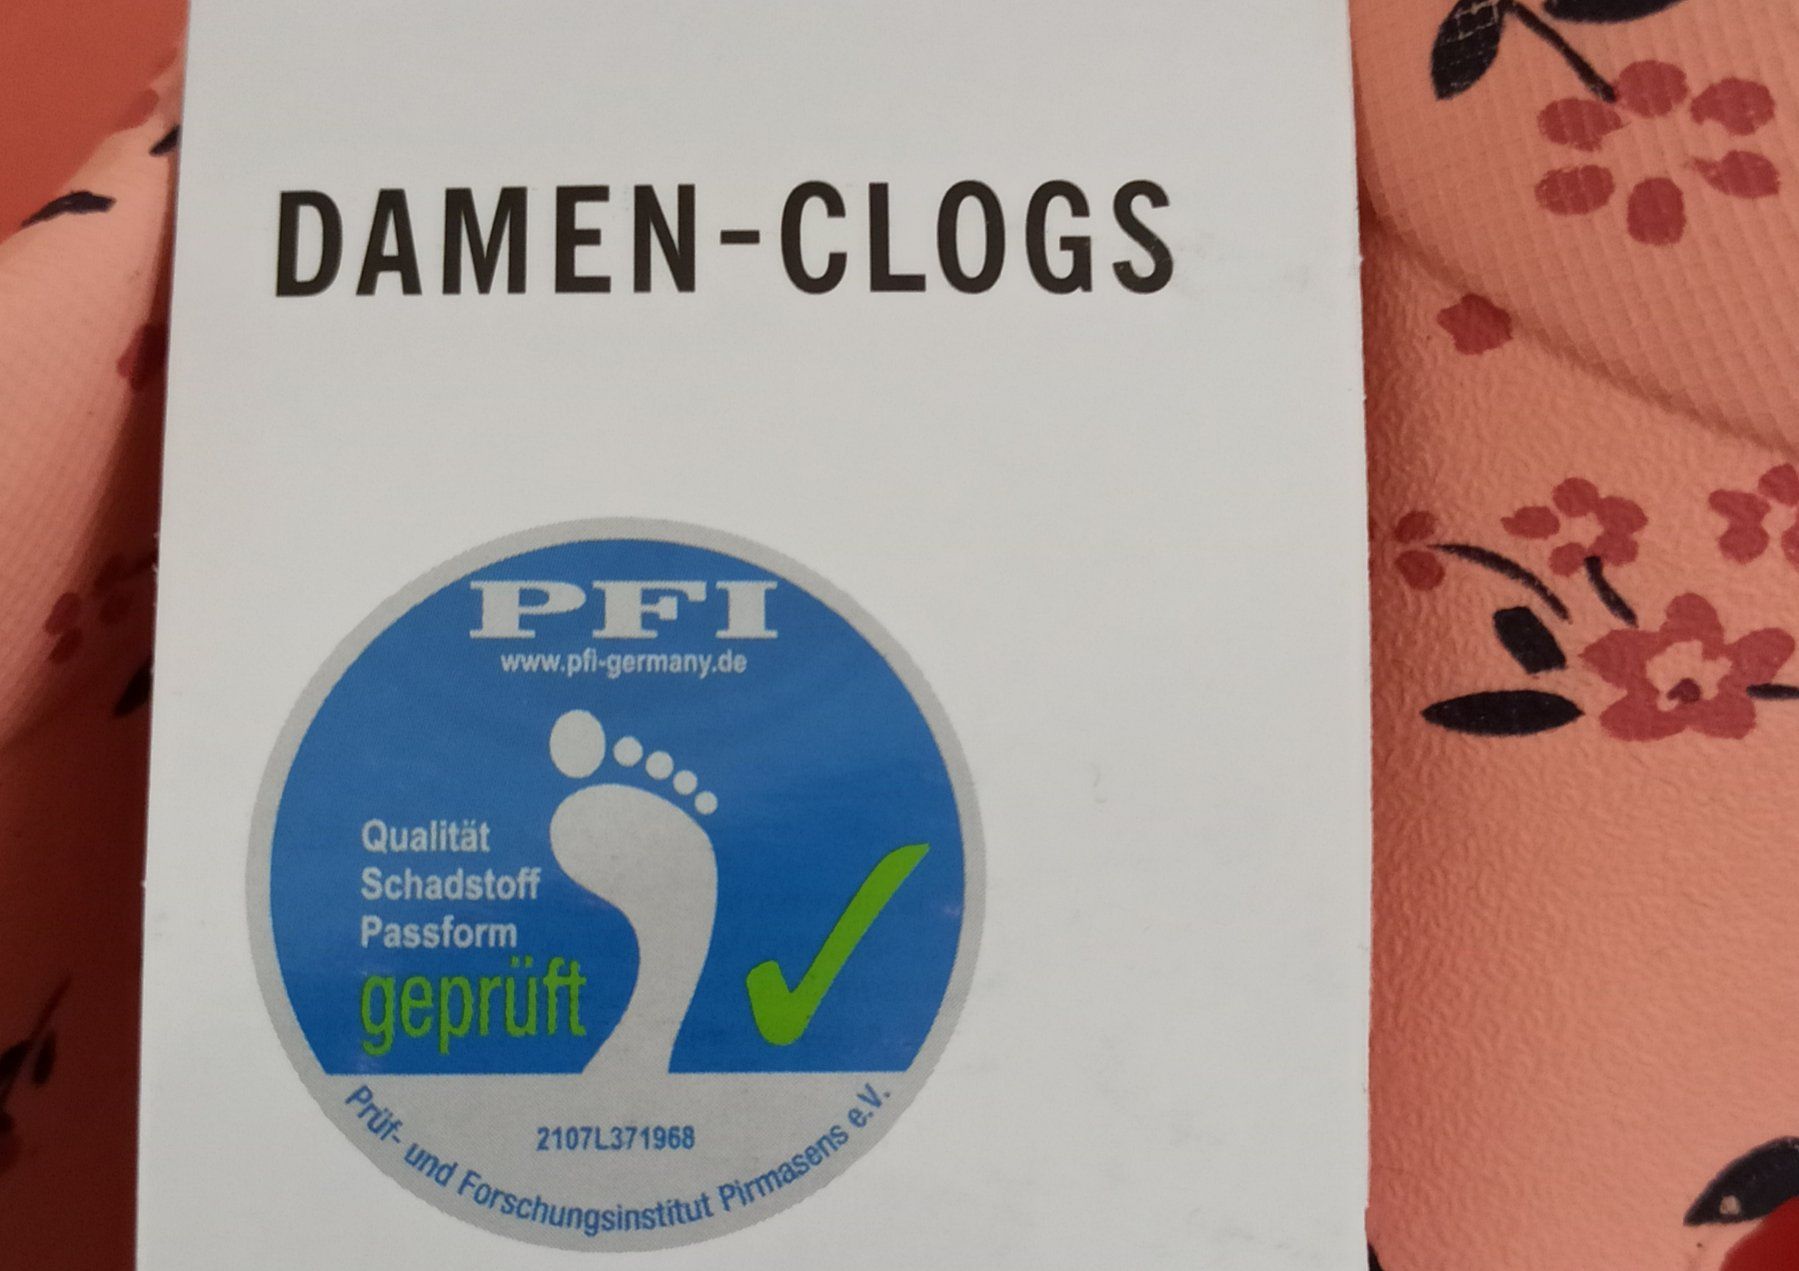 DAMEN-CLOGS
PFI
www.pfi-germany.de
Qualität
Schadstoff
Passform
geprüft
2107L371968
Prüf- und Forschungsinstitut Pirmasens e.V.